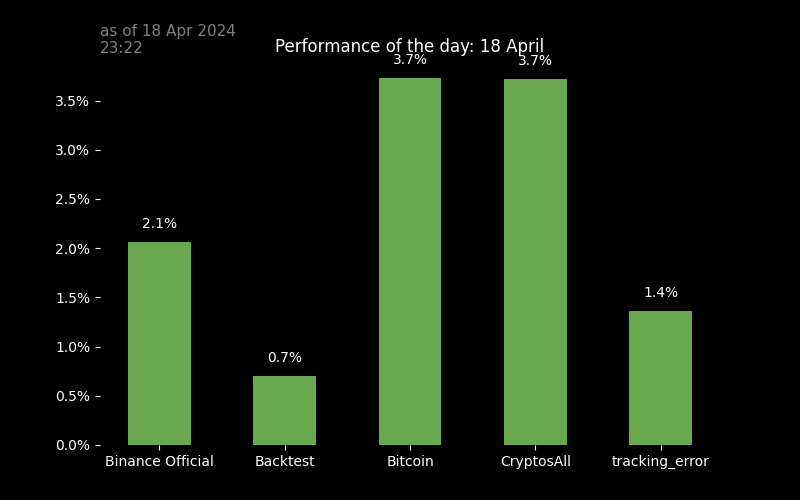 as of 18 Apr 2024
23:22
Performance of the day: 18 April
3.7%
3.7%
3.5%
3.0%
2.5%
2.1%
2.0%
1.5%
1.4%
1.0%
0.7%
0.5%
0.0%
Binance Official
Backtest
Bitcoin
CryptosAll
tracking_error